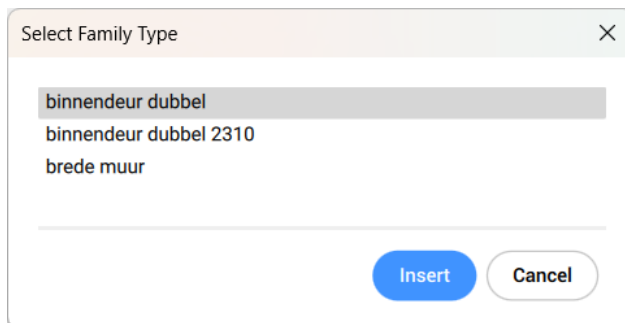 Select Family Type
binnendeur dubbel
binnendeur dubbel 2310
brede muur
Insert Cancel